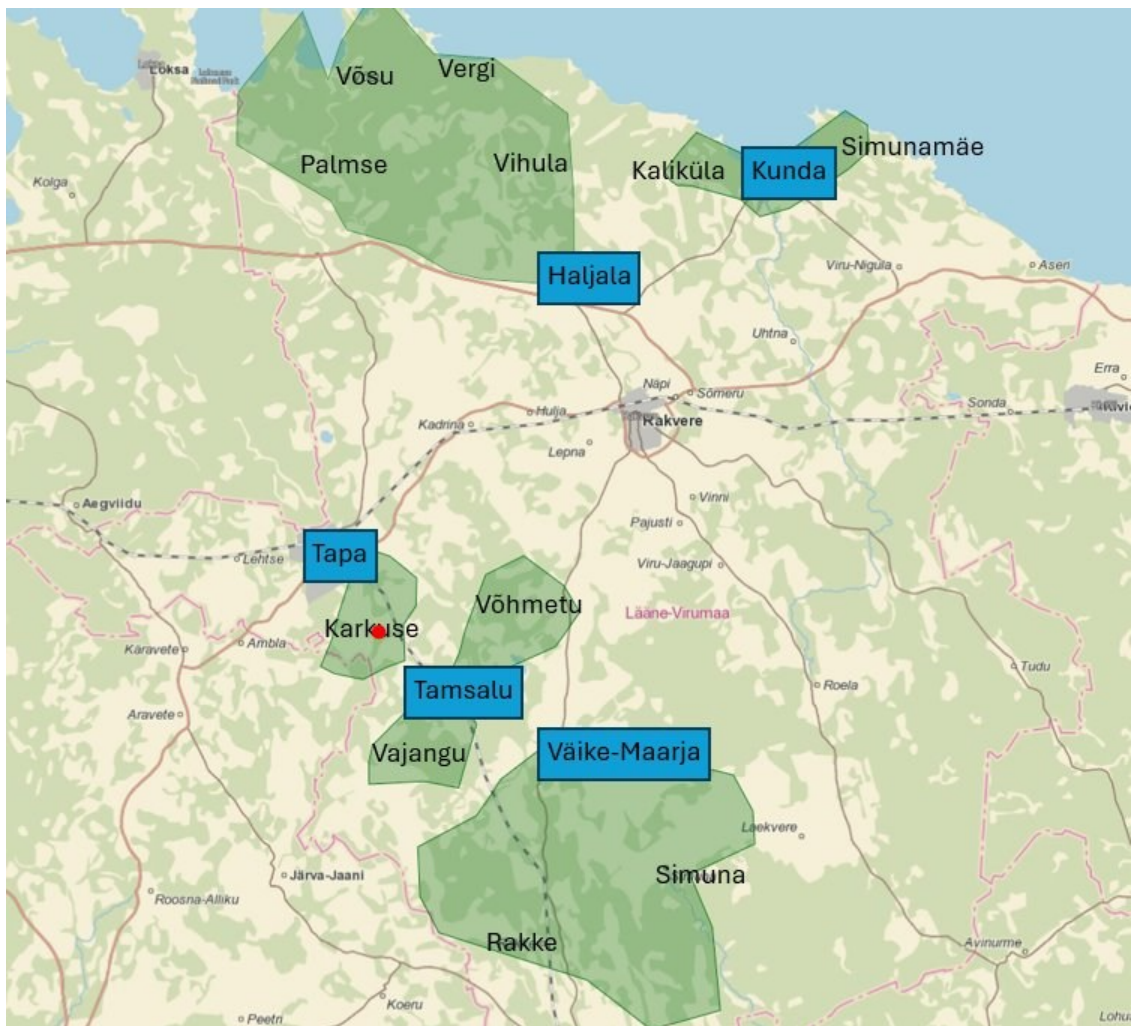 Loksa
Võsu
Vergi
Palmse
Vihula
Kaliküla
Kunda
Simunamäe
Kolga
Haljala
Viru-Nigula
Aseri
Uhtna
Erra
Näpi
Sõmeru
Sonda
Kadrina
Hulja
Rakvere
Lepna
Aegviidu
Vinni
Pajusti
Tapa
Lehtse
Viru-Jaagupi
Võhmetu
Lääne-Virumaa
Karkuse
Ambla
Käravete
Tamsalu
Tudu
Roela
Aravete
Vajangu
Väike-Maarja
Laekvere
Järva-Jaani
Simuna
Roosna-Alliku
Rakke
Avinurme
Koeru
Peetri